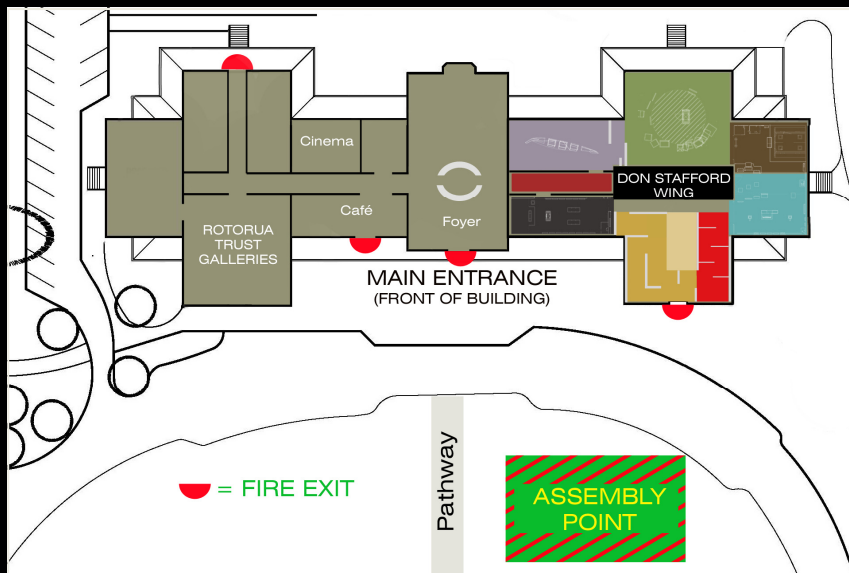 Cinema
DON STAFFORD
WING
Café
Foyer
ROTORUA
TRUST
GALLERIES
MAIN ENTRANCE
(FRONT OF BUILDING)
= FIRE EXIT
Pathway
ASSEMBLY
POINT